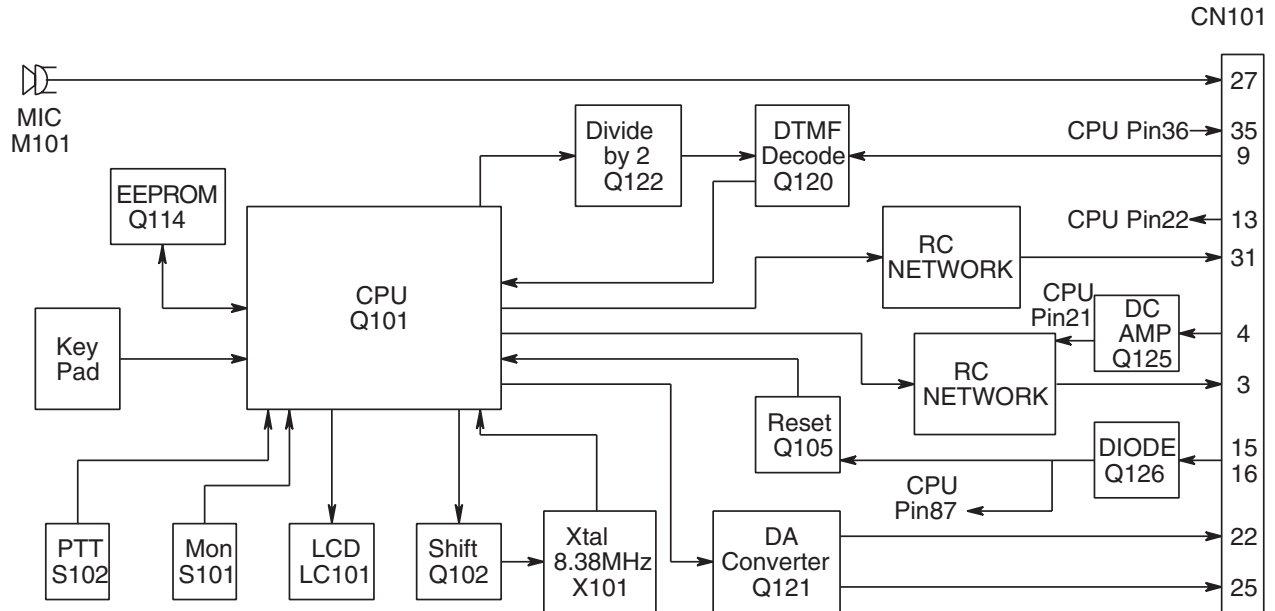 CN101
MIC
M101
27
Divide
by 2
Q122
DTMF
Decode
Q120
CPU Pin36
35
9
EEPROM
Q114
CPU Pin22
13
RC
NETWORK
31
CPU
Q101
CPU
Pin21
DC
AMP
Q125
4
Key
Pad
RC
NETWORK
3
Reset
Q105
DIODE
Q126
15
16
CPU
Pin87
PTT
S102
Mon
S101
LCD
LC101
Shift
Q102
Xtal
8.38MHz
X101
DA
Converter
Q121
22
25